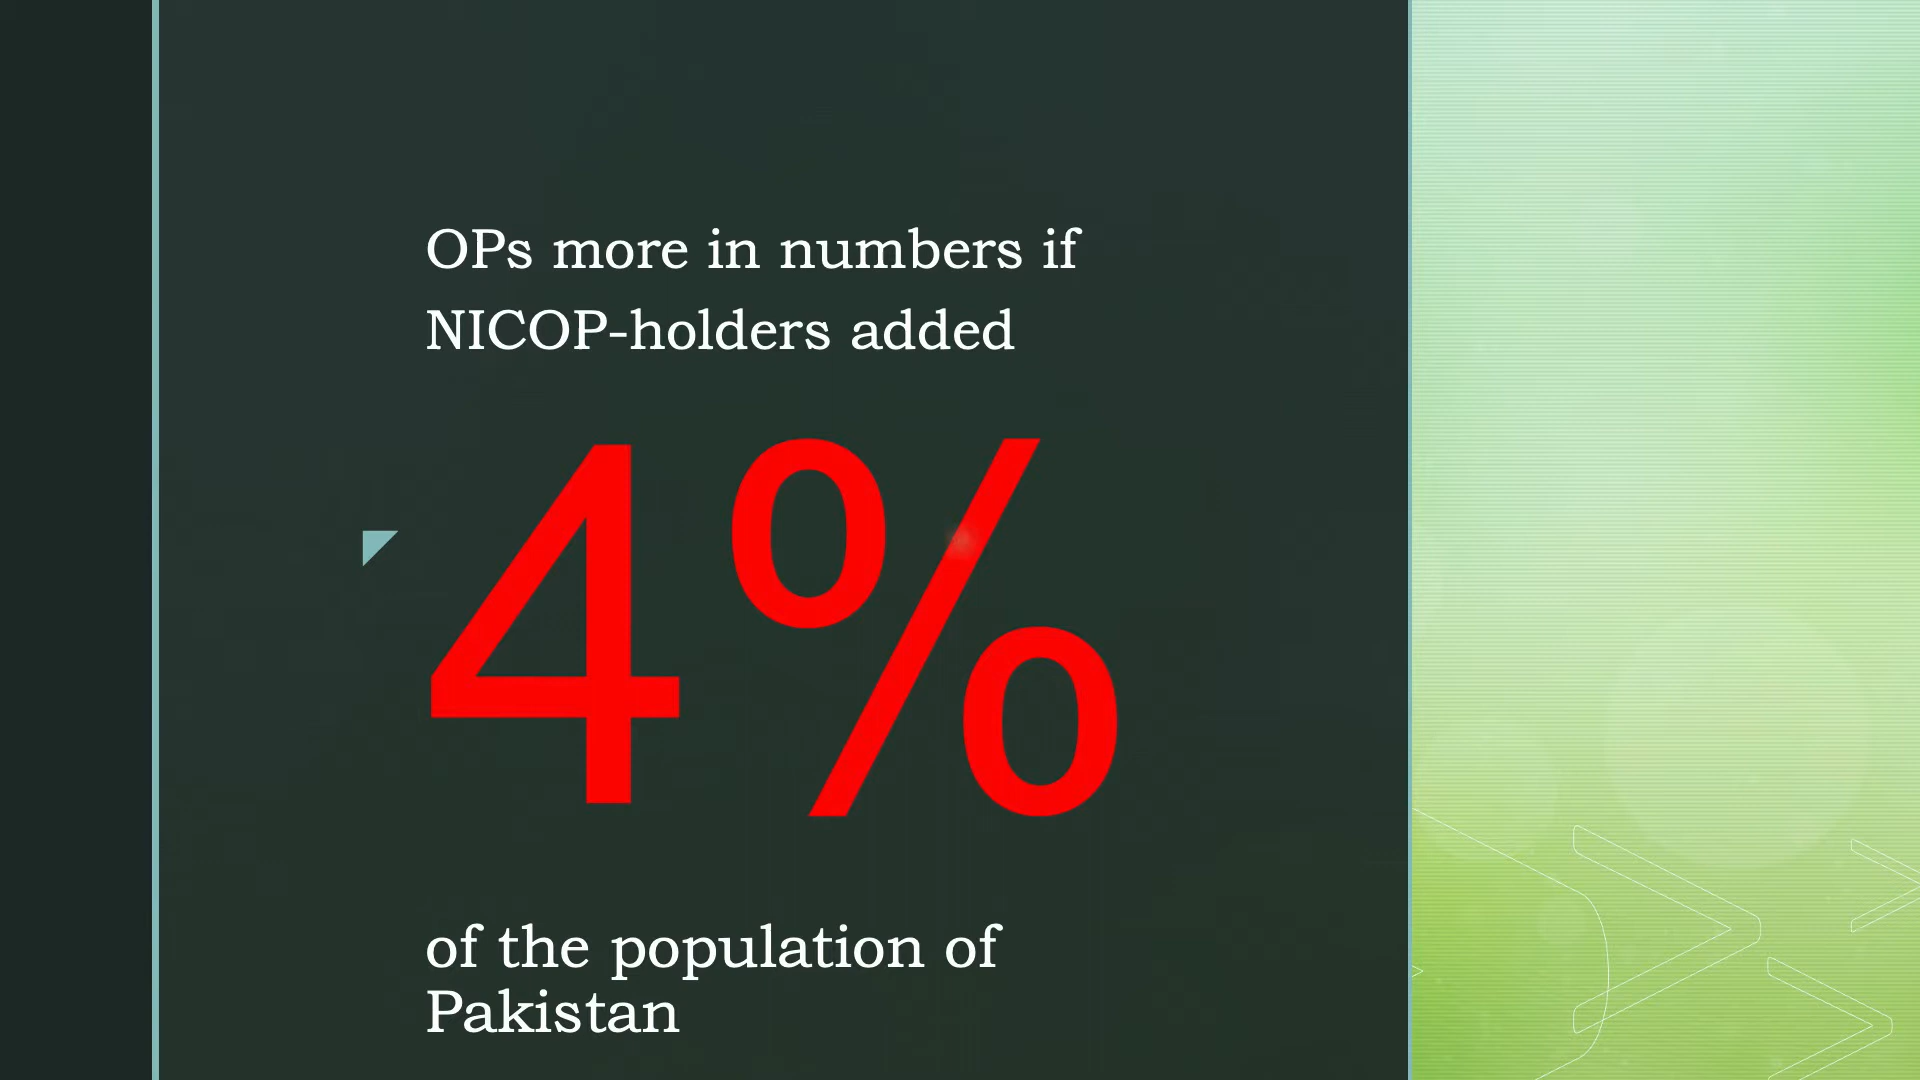 OPs more in numbers if
NICOP-holders added
4%
of the population of
Pakistan